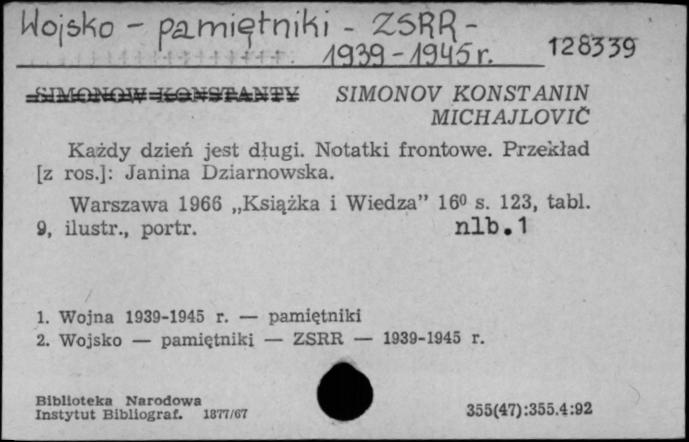 Wojsko - pamiętniki - ZSRR -
1939-1945 r. 128339
SIMONOW KONSTANTY SIMONOV KONSTANIN
MICHAJLOVIČ
Każdy dzień jest długi. Notatki frontowe. Przekład
[z ros.]: Janina Dziarnowska.
Warszawa 1966 „Książka i Wiedza” 16⁰ s. 123, tabl.
9, ilustr., portr. nlb.1
1. Wojna 1939-1945 r. — pamiętniki
2. Wojsko — pamiętniki — ZSRR — 1939-1945 r.
Biblioteka Narodowa
Instytut Bibliograf. 1877/67 355(47):355.4:92